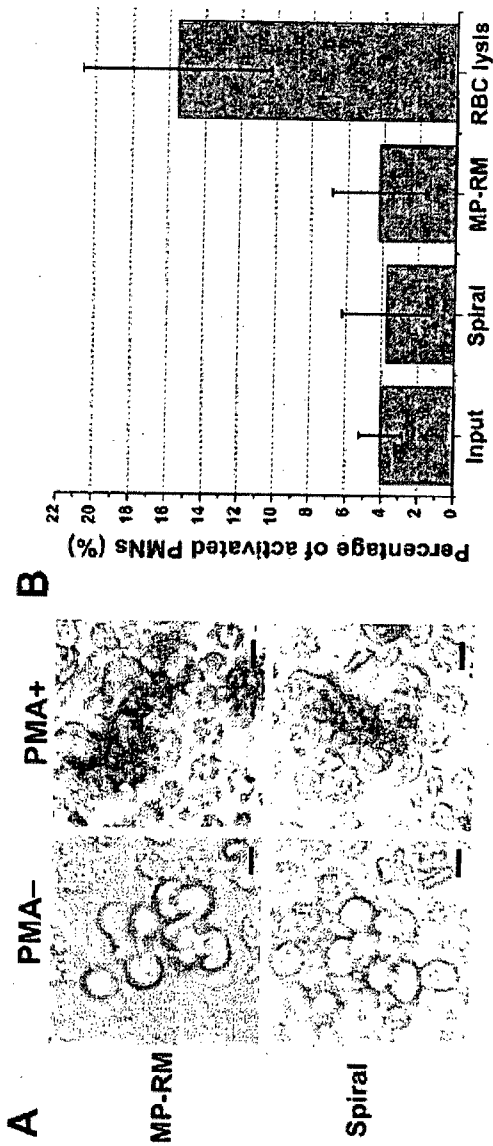 A
PMA–
PMA+
MP-RM
Spiral
B
Percentage of activated PMNs (%)
22
20
18
16
14
12
10
8
6
4
2
0
Input
Spiral
MP-RM
RBC lysis